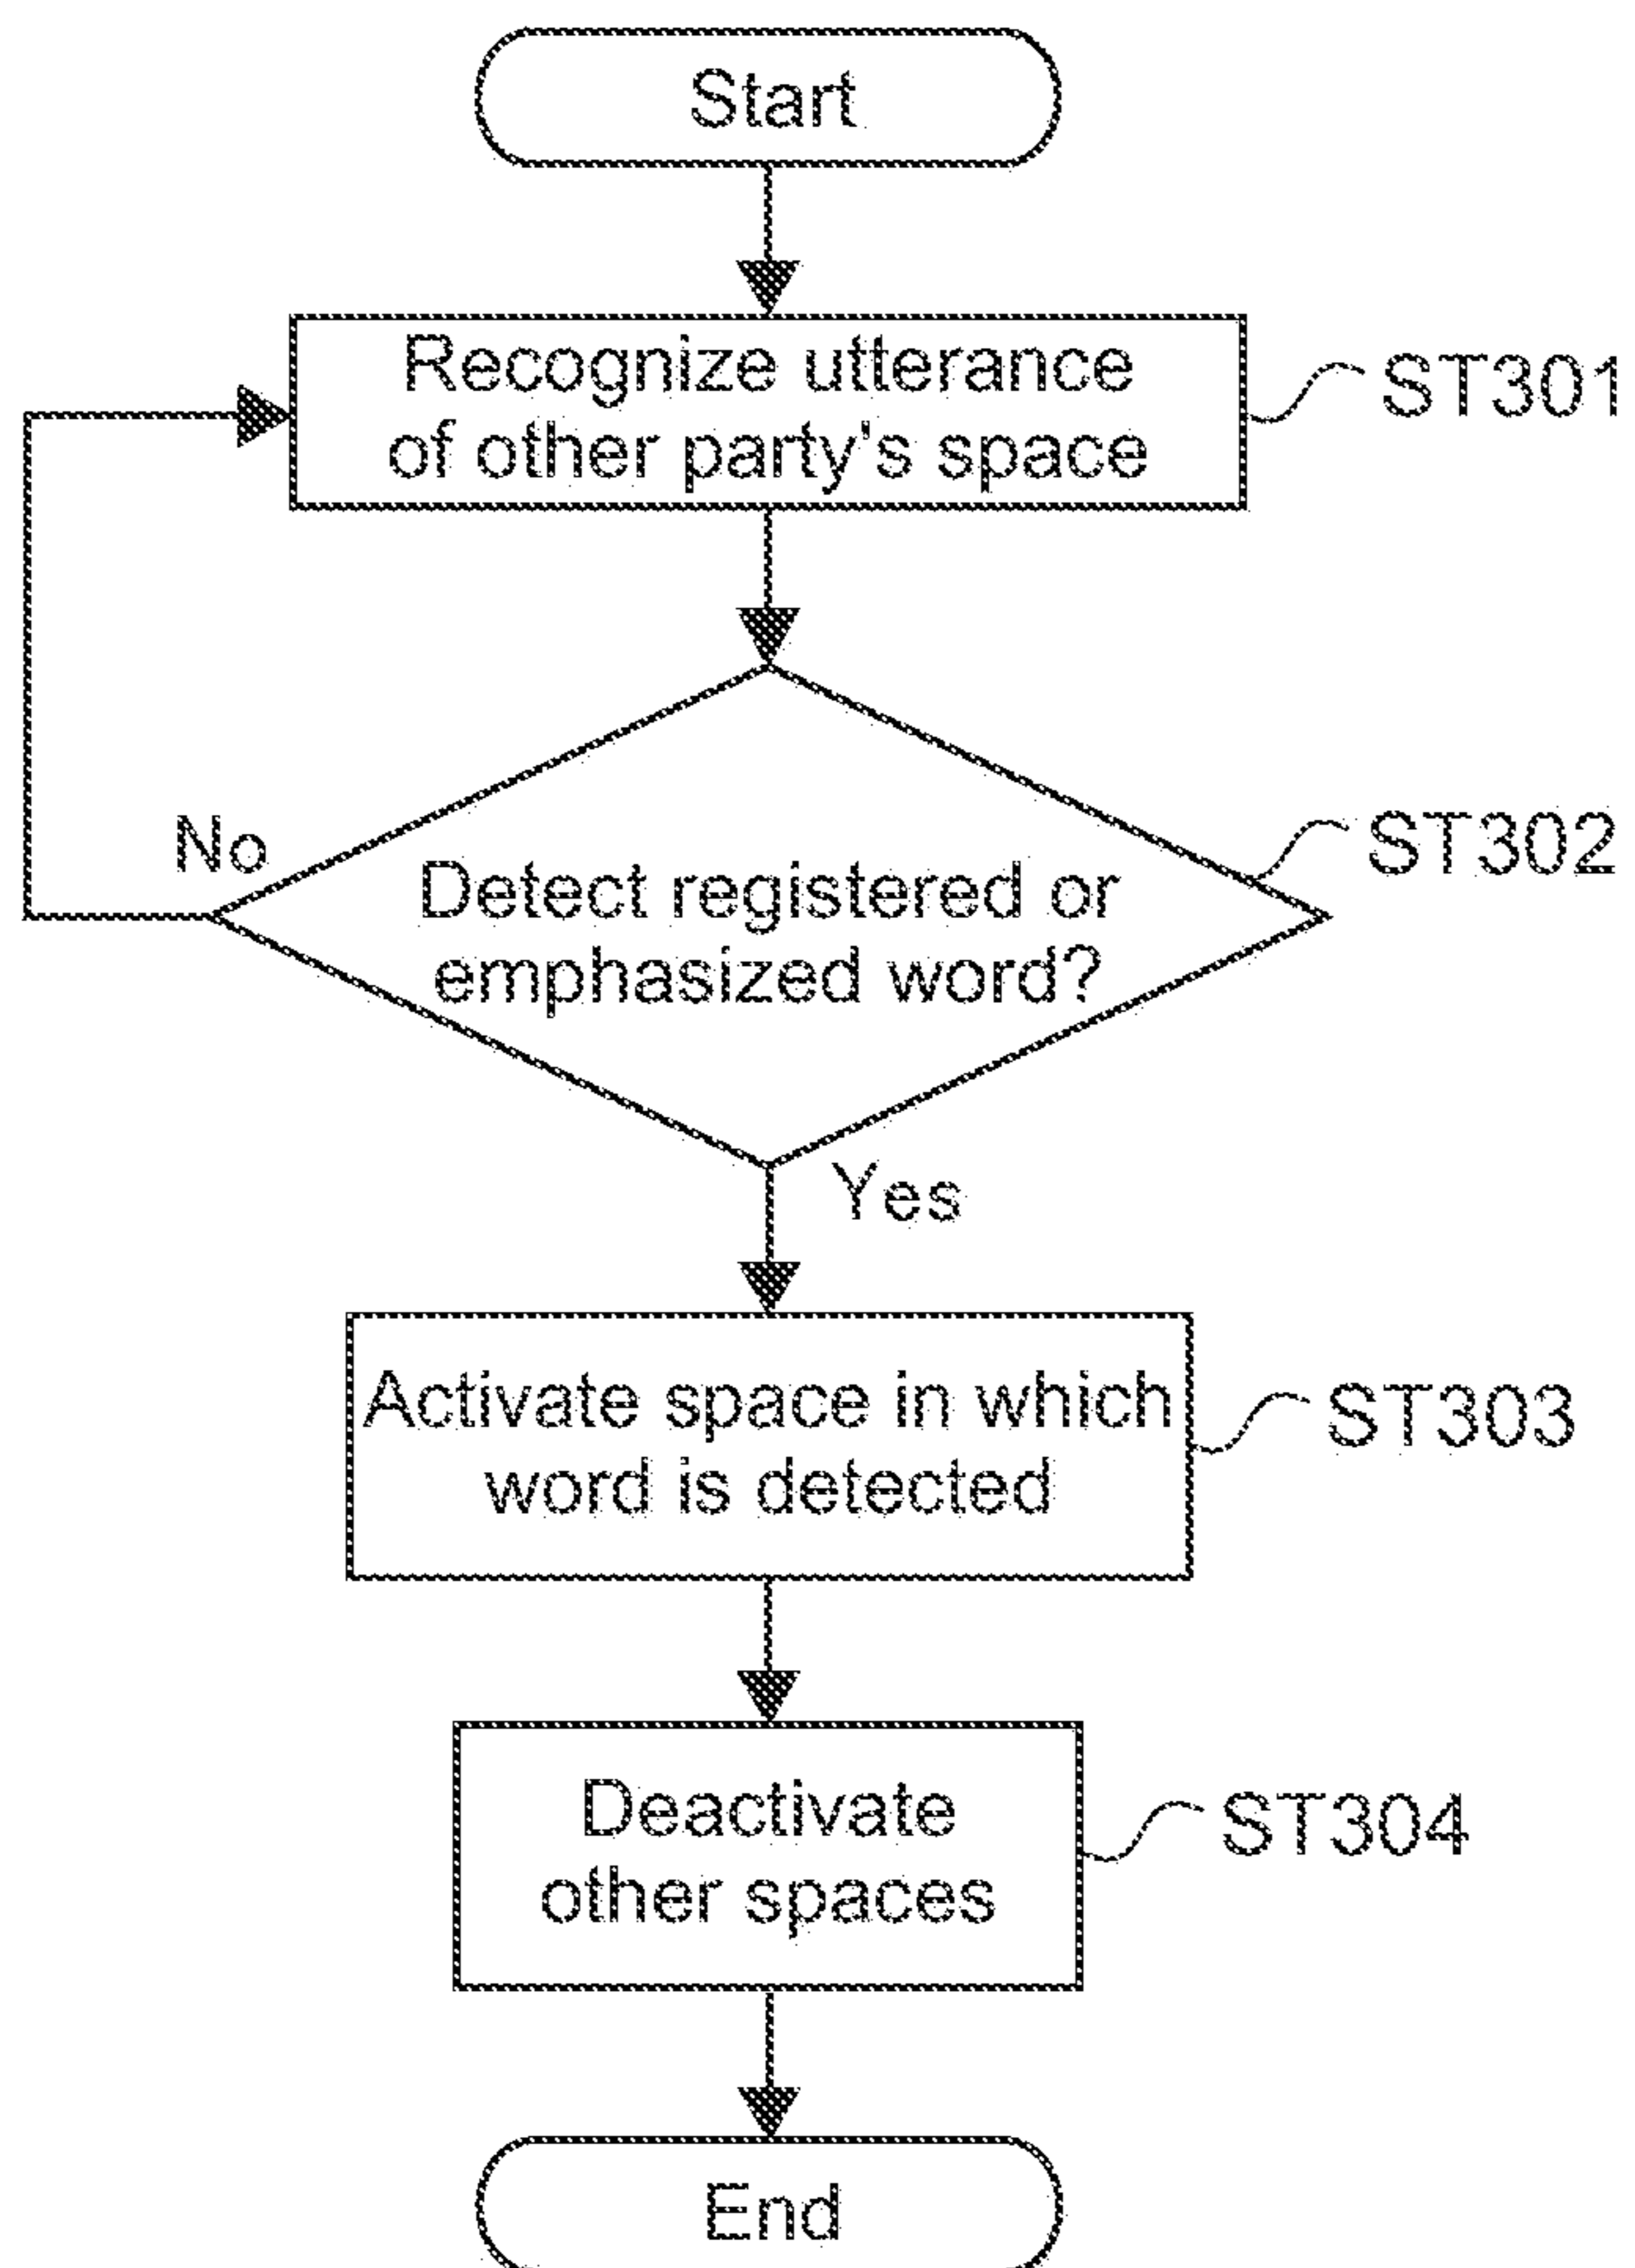 Start
Recognize utterance
of other party's space
ST301
No
Detect registered or
emphasized word?
ST302
Yes
Activate space in which
word is detected
ST303
Deactivate
other spaces
ST304
End